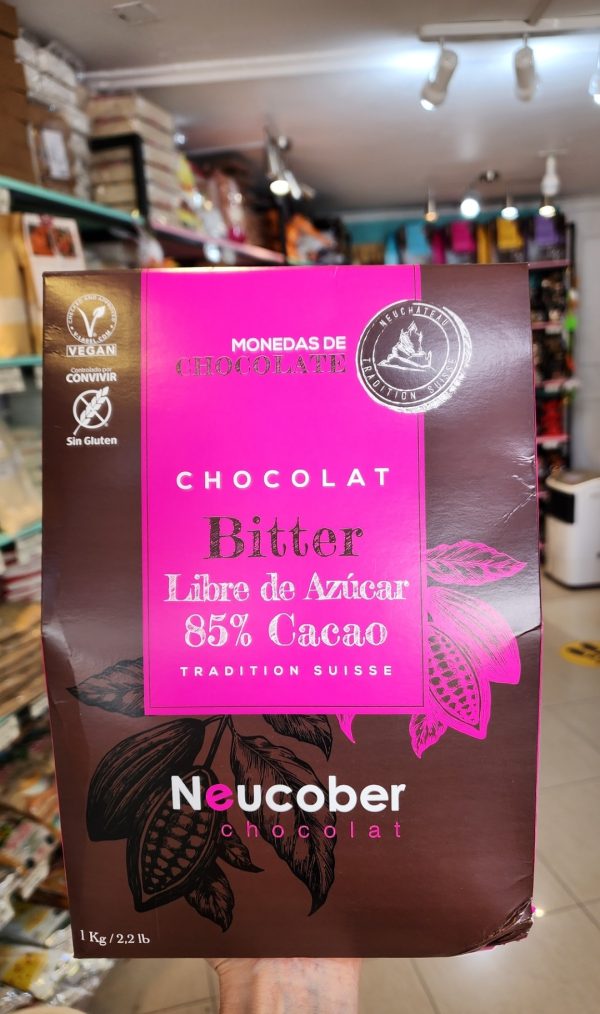 MONEDAS DE
CHOCOLATE
NEUCHATEAU
TRADITION SUISSE
VEGAN
Controlado por
CONVIVIR
Sin Gluten
CHOCOLAT
Bitter
Libre de Azúcar
85% Cacao
TRADITION SUISSE
Neucober
chocolat
1 Kg / 2,2 lb